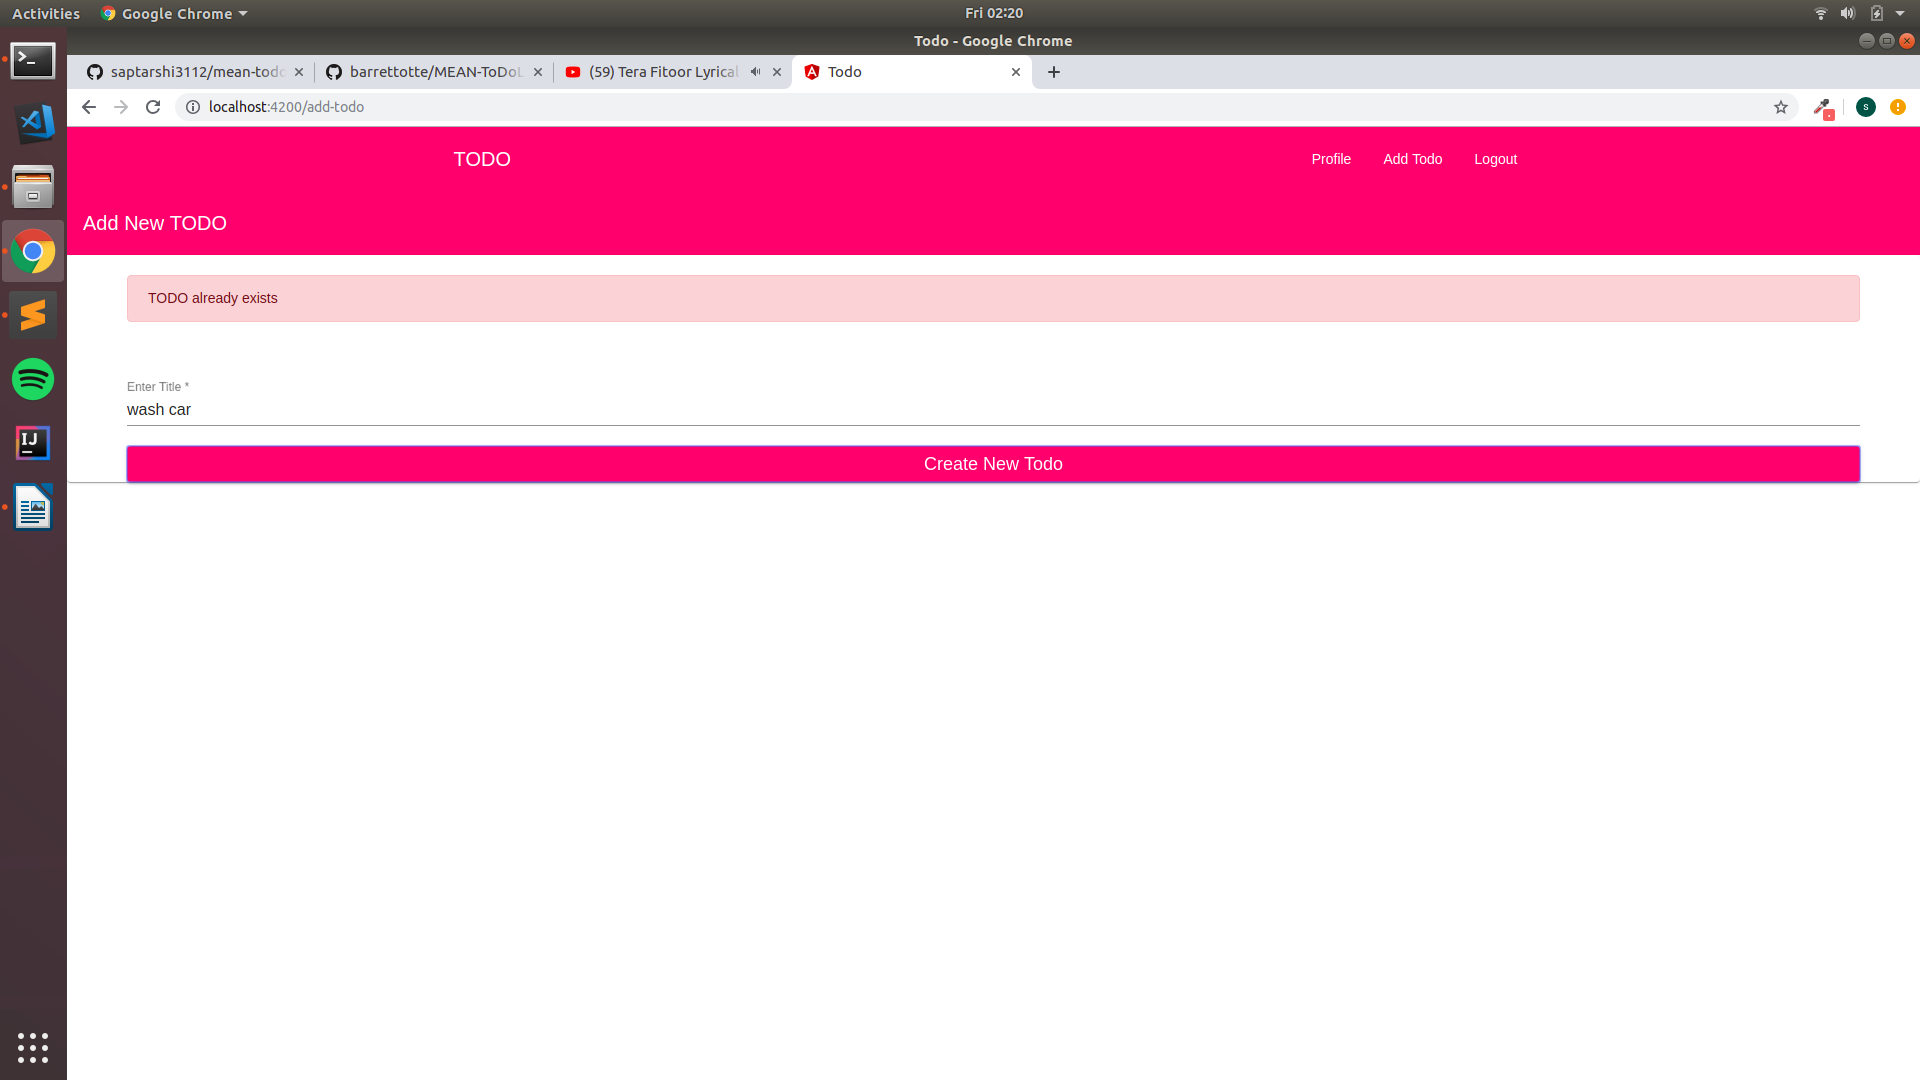 Activities
Google Chrome
Fri 02:20
Todo - Google Chrome
saptarshi3112/mean-todo
barrettotte/MEAN-ToDoL
(59) Tera Fitoor Lyrical
Todo
localhost:4200/add-todo
S
TODO
Profile
Add Todo
Logout
Add New TODO
TODO already exists
Enter Title *
wash car
Create New Todo
IJ